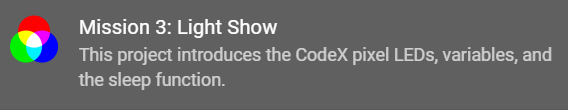 Mission 3: Light Show
This project introduces the CodeX pixel LEDs, variables, and
the sleep function.